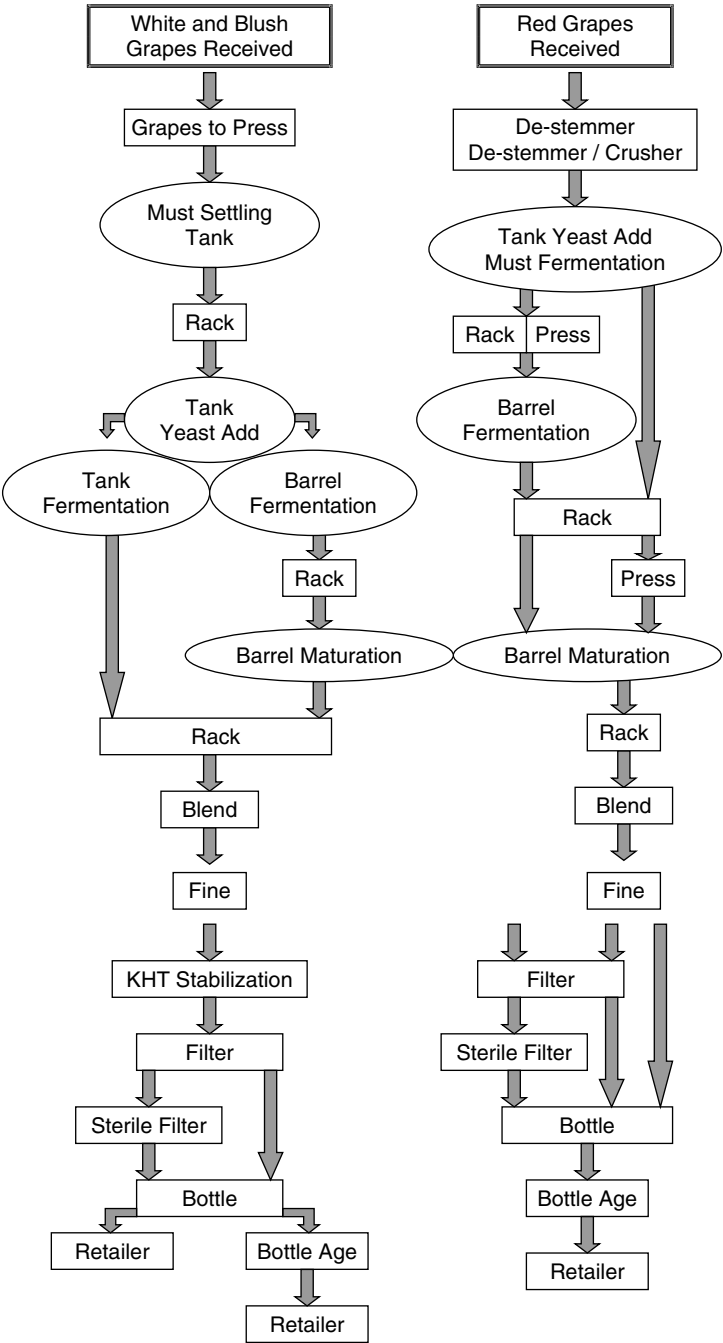 White and Blush
Grapes Received
Grapes to Press
Must Settling
Tank
Rack
Tank
Yeast Add
Tank
Fermentation
Barrel
Fermentation
Rack
Barrel Maturation
Rack
Blend
Fine
KHT Stabilization
Filter
Sterile Filter
Bottle
Retailer
Bottle Age
Retailer
Red Grapes
Received
De-stemmer
De-stemmer / Crusher
Tank Yeast Add
Must Fermentation
Rack
Press
Barrel
Fermentation
Rack
Press
Barrel Maturation
Rack
Blend
Fine
Filter
Sterile Filter
Bottle
Bottle Age
Retailer